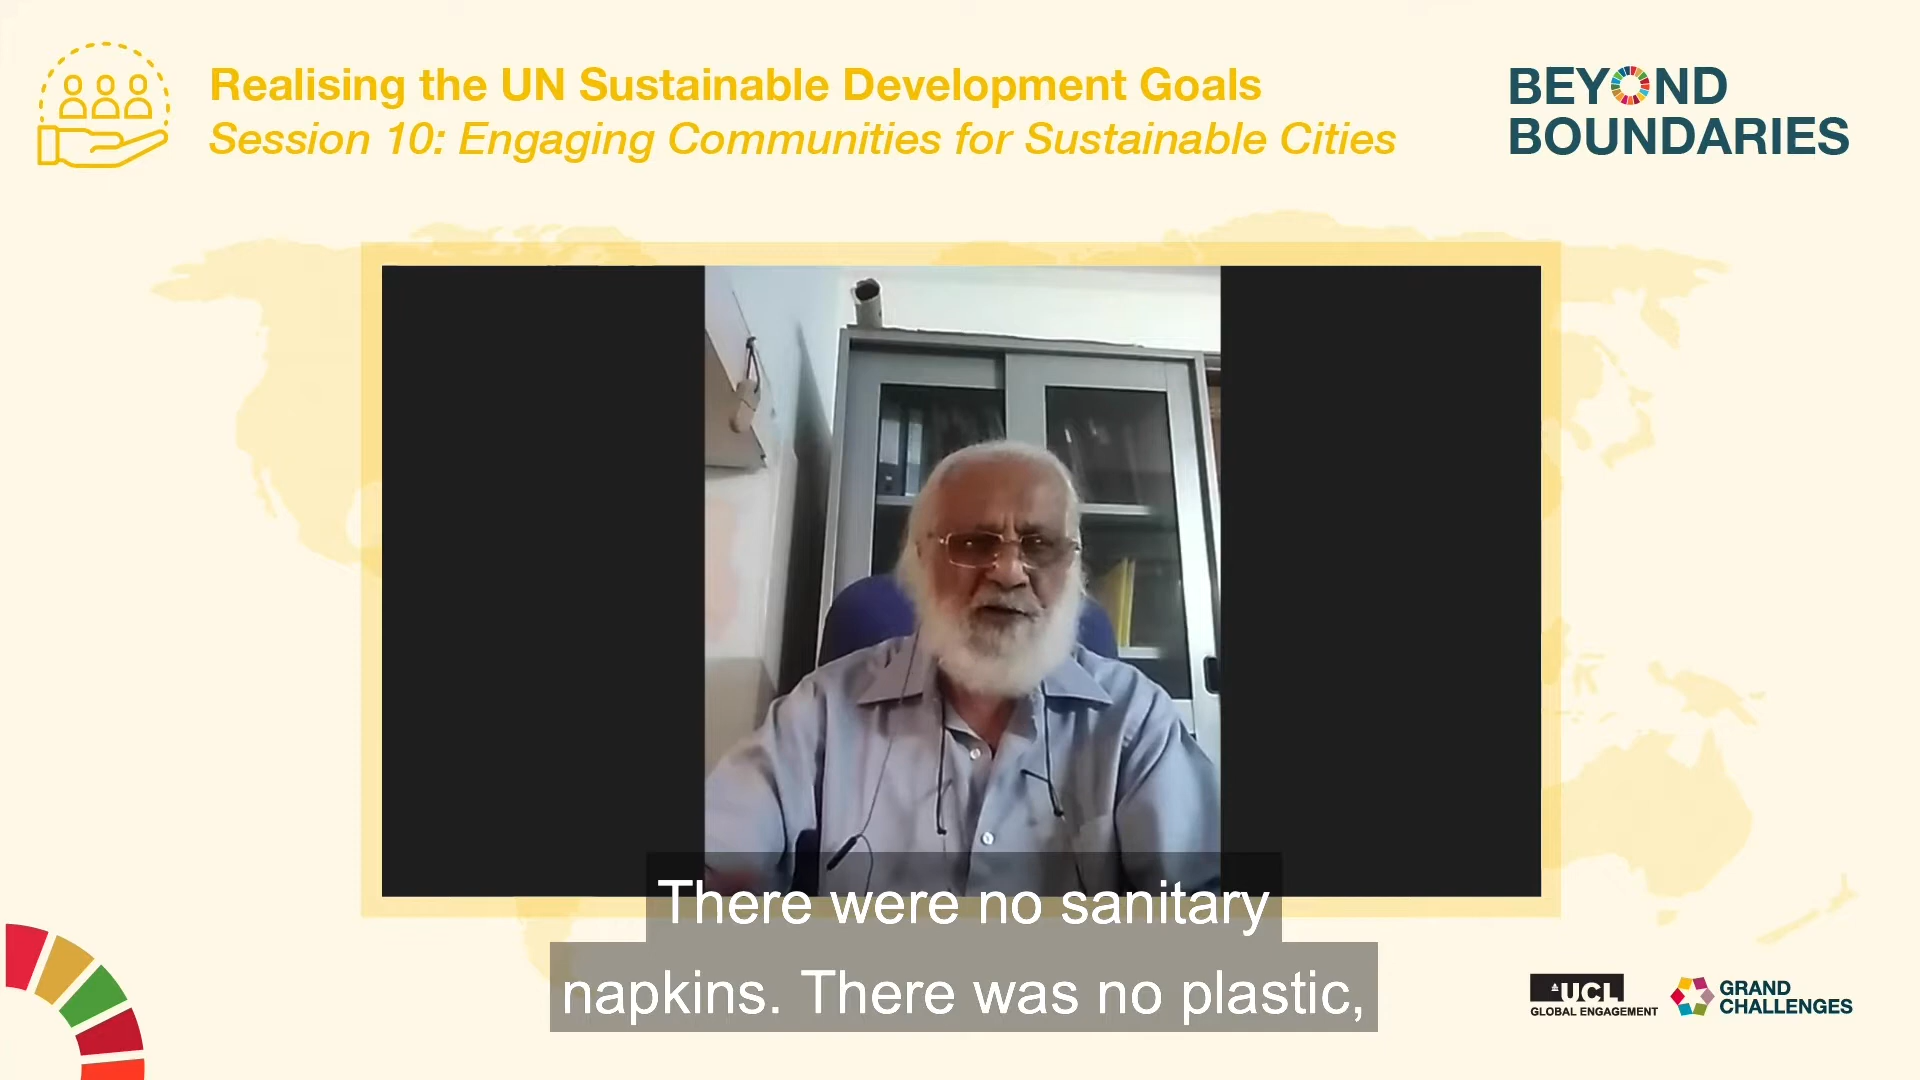 Realising the UN Sustainable Development Goals
Session 10: Engaging Communities for Sustainable Cities
BEYOND
BOUNDARIES
There were no sanitary
napkins. There was no plastic,
UCL
GLOBAL ENGAGEMENT
GRAND
CHALLENGES